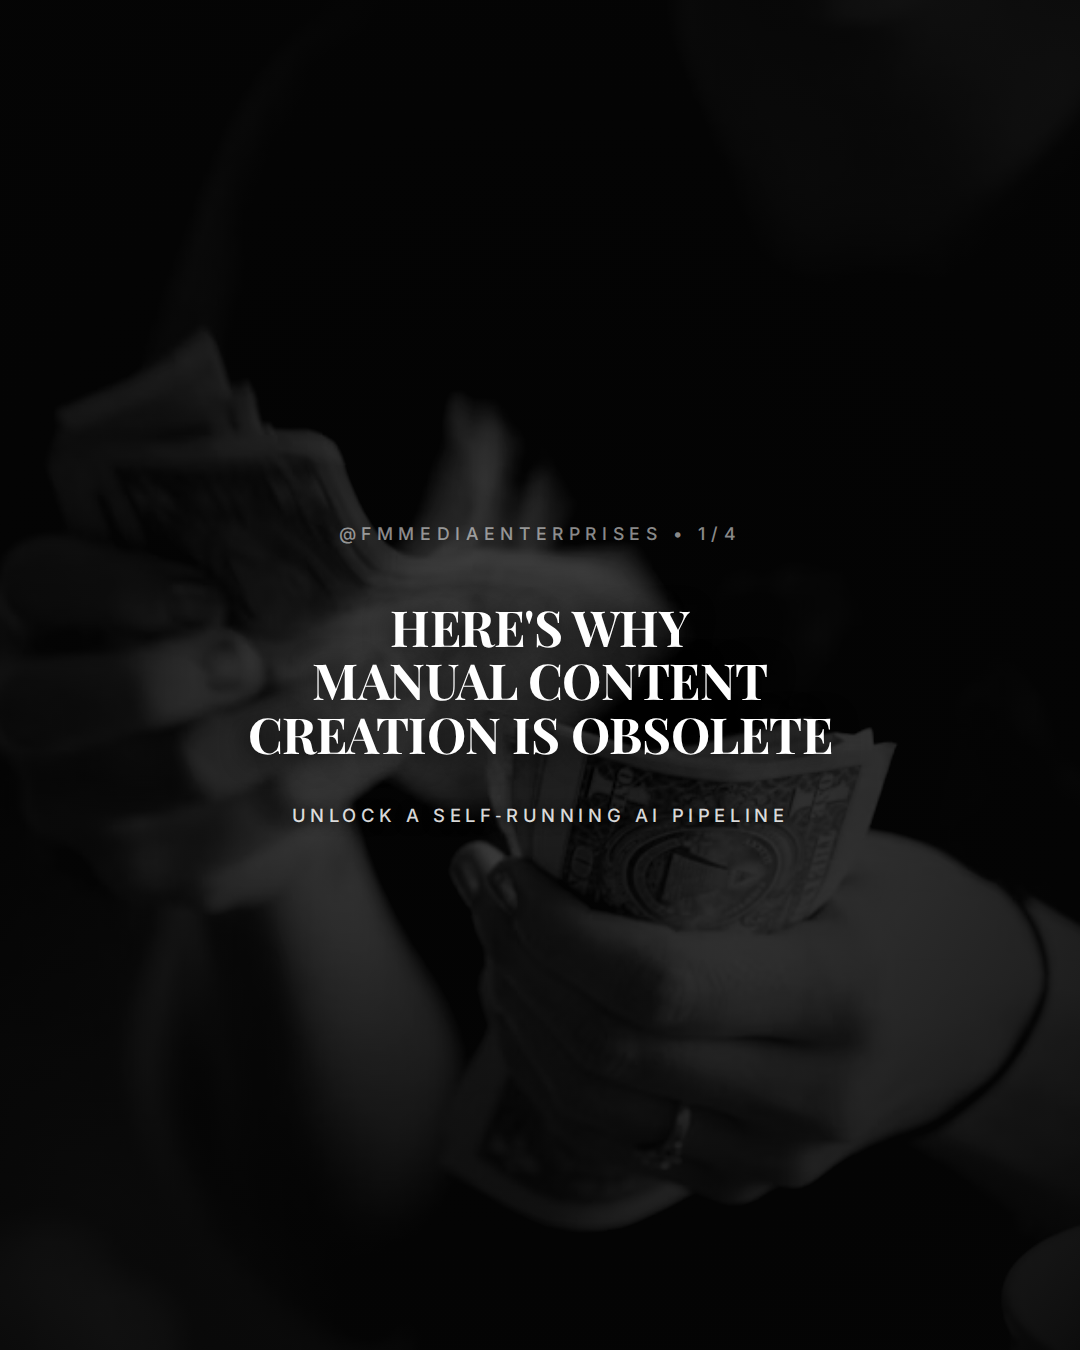 @FMMEDIAENTERPRISES • 1/4
HERE'S WHY
MANUAL CONTENT
CREATION IS OBSOLETE
UNLOCK A SELF-RUNNING AI PIPELINE